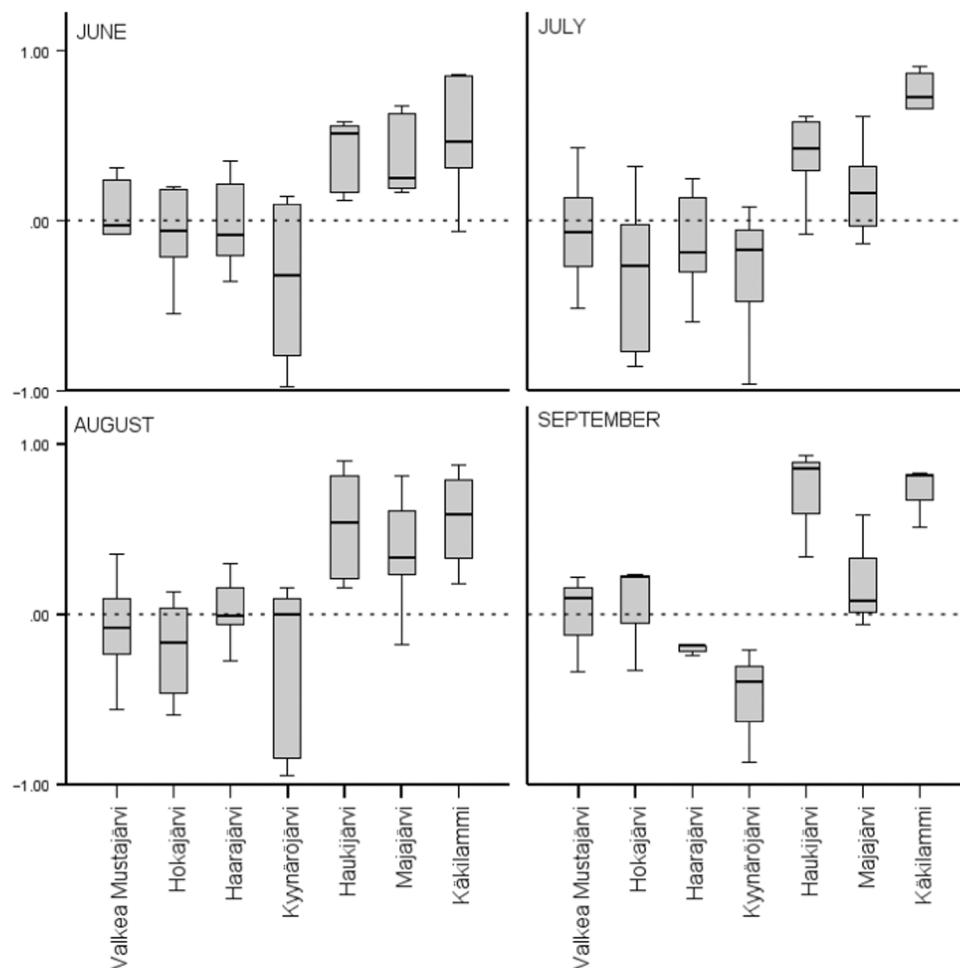 JUNE
JULY
1.00
.00
-1.00
AUGUST
SEPTEMBER
1.00
.00
-1.00
Valkea Mustajärvi
Hokajärvi
Haarajärvi
Kyynäröjärvi
Haukijärvi
Majajärvi
Käkilammi
Valkea Mustajärvi
Hokajärvi
Haarajärvi
Kyynäröjärvi
Haukijärvi
Majajärvi
Käkilammi